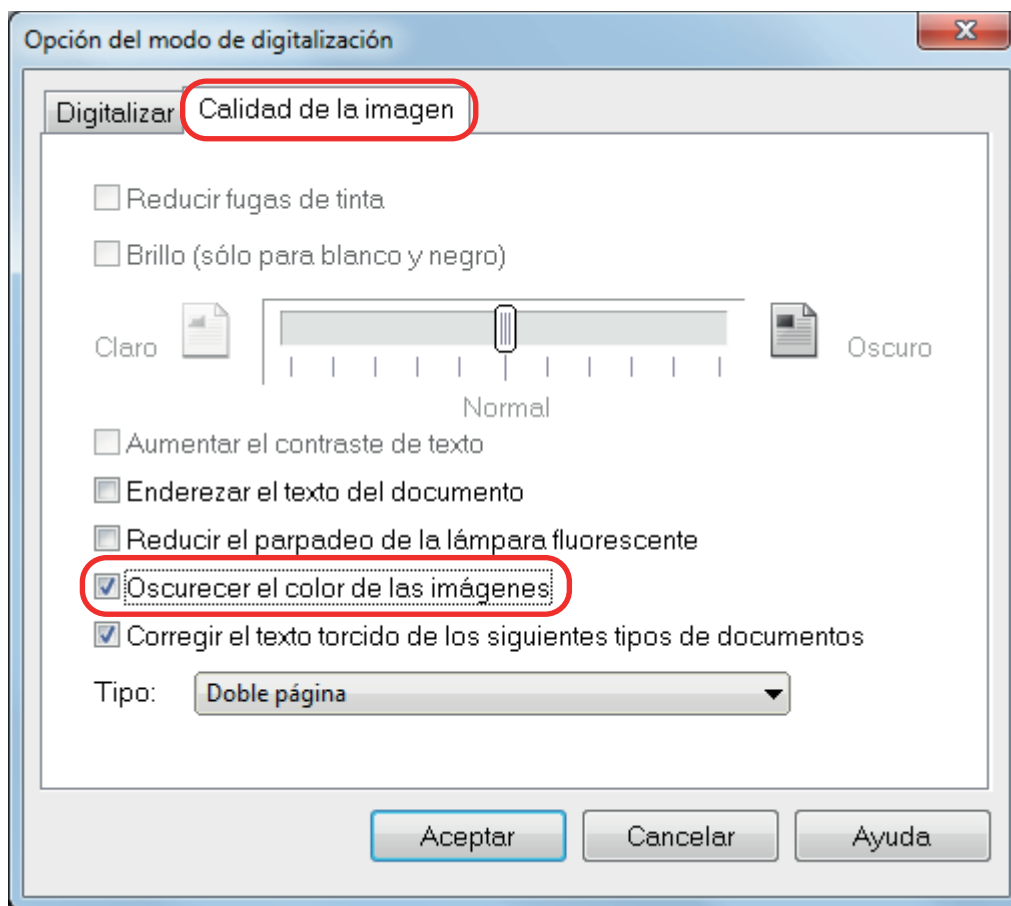 Opción del modo de digitalización
Digitalizar Calidad de la imagen
Reducir fugas de tinta
Brillo (sólo para blanco y negro)
Claro Oscuro
Normal
Aumentar el contraste de texto
Enderezar el texto del documento
Reducir el parpadeo de la lámpara fluorescente
Oscurecer el color de las imágenes
Corregir el texto torcido de los siguientes tipos de documentos
Tipo: Doble página
Aceptar Cancelar Ayuda